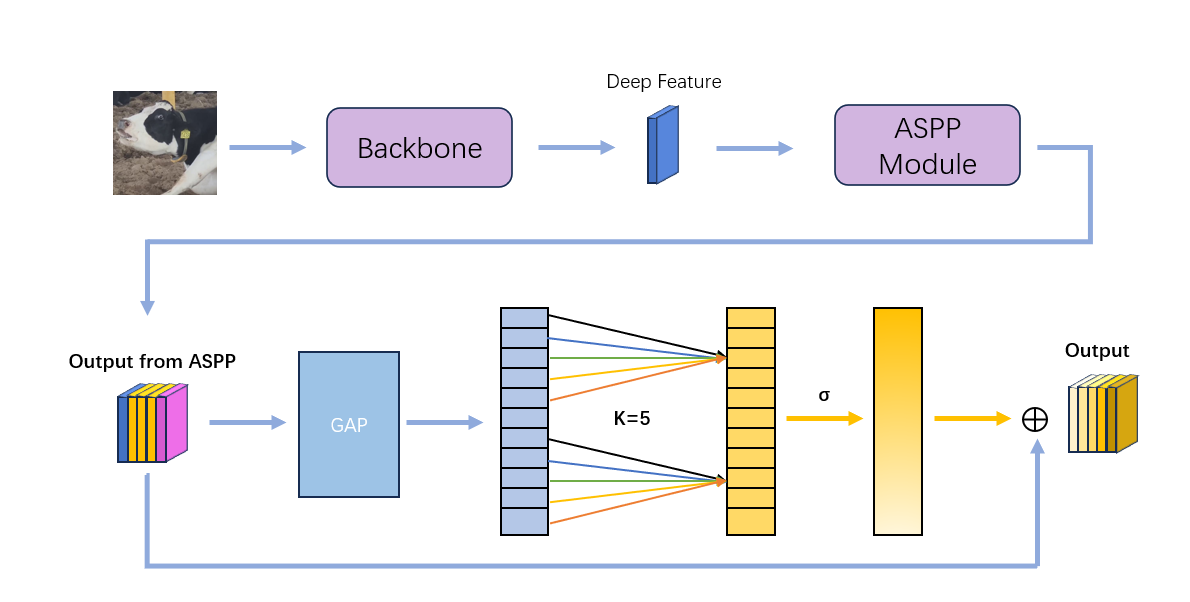 Deep Feature
Backbone
ASPP
Module
Output from ASPP
GAP
K=5
σ
Output